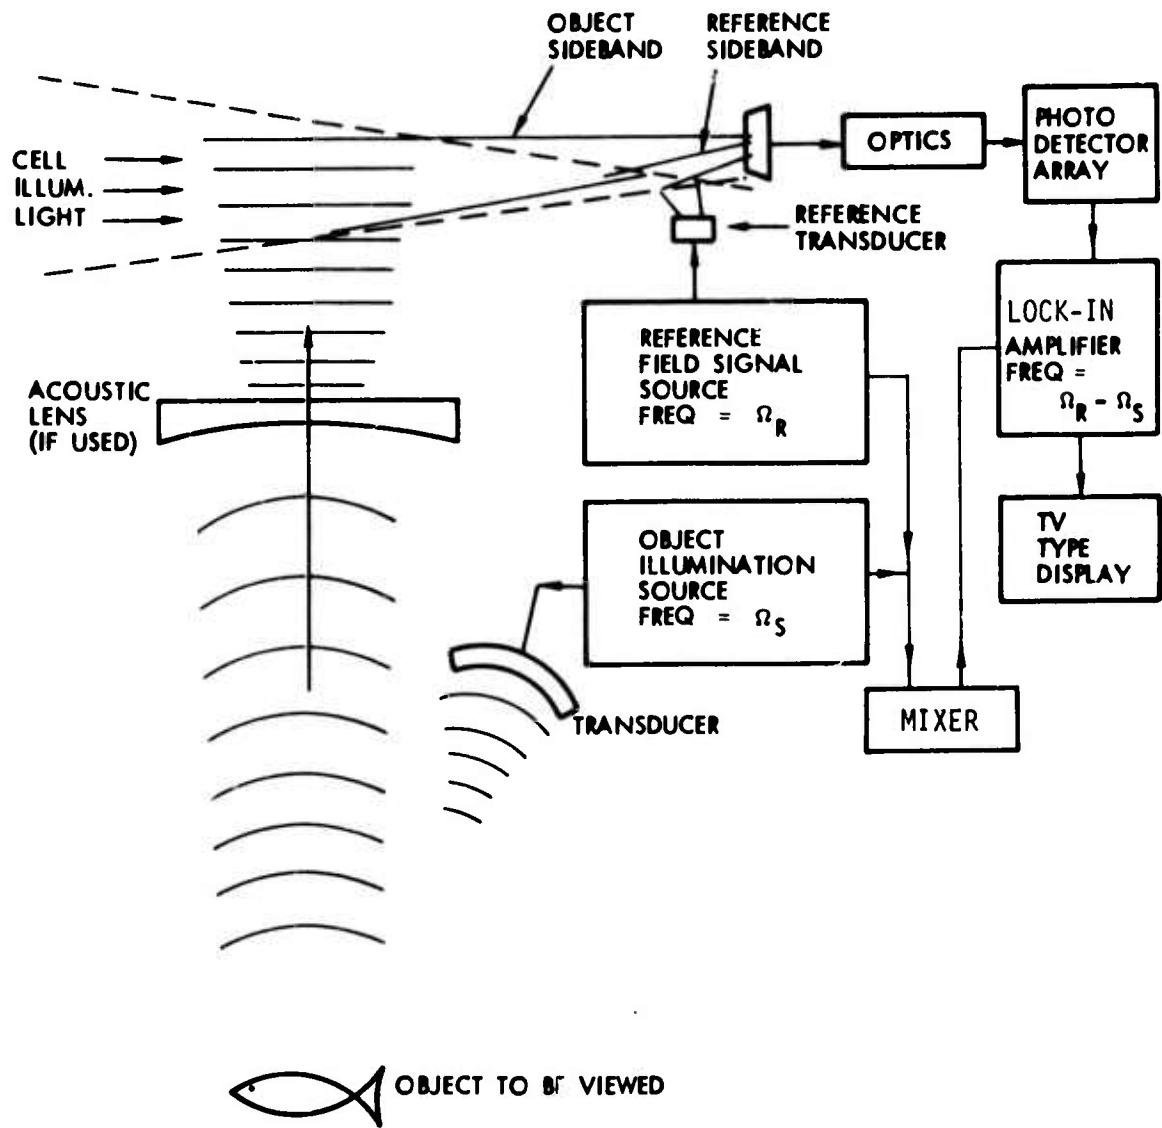 OBJECT
SIDEBAND
REFERENCE
SIDEBAND
CELL
ILLUM.
LIGHT
OPTICS
PHOTO
DETECTOR
ARRAY
REFERENCE
TRANSDUCER
REFERENCE
FIELD SIGNAL
SOURCE
FREQ = Ω_R
LOCK-IN
AMPLIFIER
FREQ =
Ω_R - Ω_S
ACOUSTIC
LENS
(IF USED)
OBJECT
ILLUMINATION
SOURCE
FREQ = Ω_S
TV
TYPE
DISPLAY
TRANSDUCER
MIXER
OBJECT TO BE VIEWED